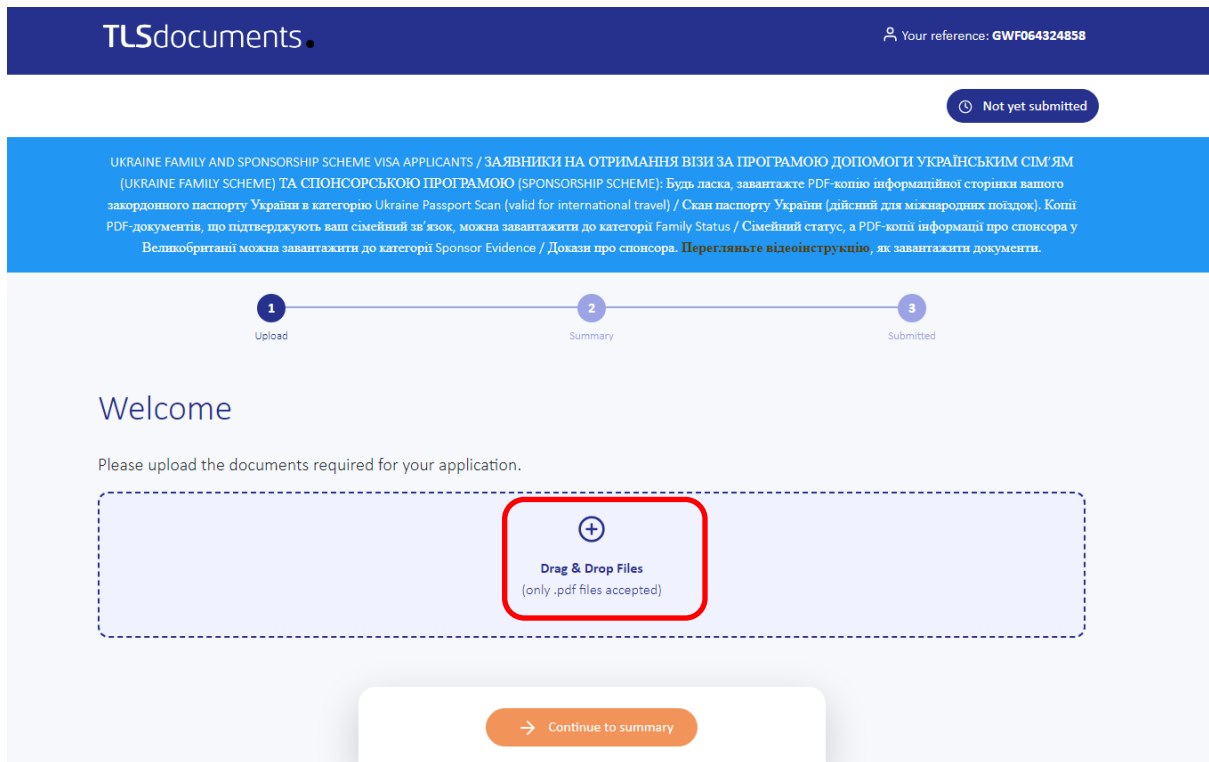 TLSdocuments.
Your reference: GWF064324858
Not yet submitted
UKRAINE FAMILY AND SPONSORSHIP SCHEME VISA APPLICANTS / ЗАЯВНИКИ НА ОТРИМАННЯ ВІЗИ ЗА ПРОГРАМОЮ ДОПОМОГИ УКРАЇНСЬКИМ СІМ'ЯМ
(UKRAINE FAMILY SCHEME) ТА СПОНСОРСЬКОЮ ПРОГРАМОЮ (SPONSORSHIP SCHEME): Будь ласка, завантажте PDF-копію інформаційної сторінки вашого
закордонного паспорту України в категорію Ukraine Passport Scan (valid for international travel) / Скан паспорту України (дійсний для міжнародних поїздок). Копії
PDF-документів, що підтверджують ваш сімейний зв'язок, можна завантажити до категорії Family Status / Сімейний статус, а PDF-копії інформації про спонсора у
Великобританії можна завантажити до категорії Sponsor Evidence / Докази про спонсора. Перегляньте відеоінструкцію, як завантажити документи.
1
2
3
Upload
Summary
Submitted
Welcome
Please upload the documents required for your application.
Drag & Drop Files
(only .pdf files accepted)
Continue to summary